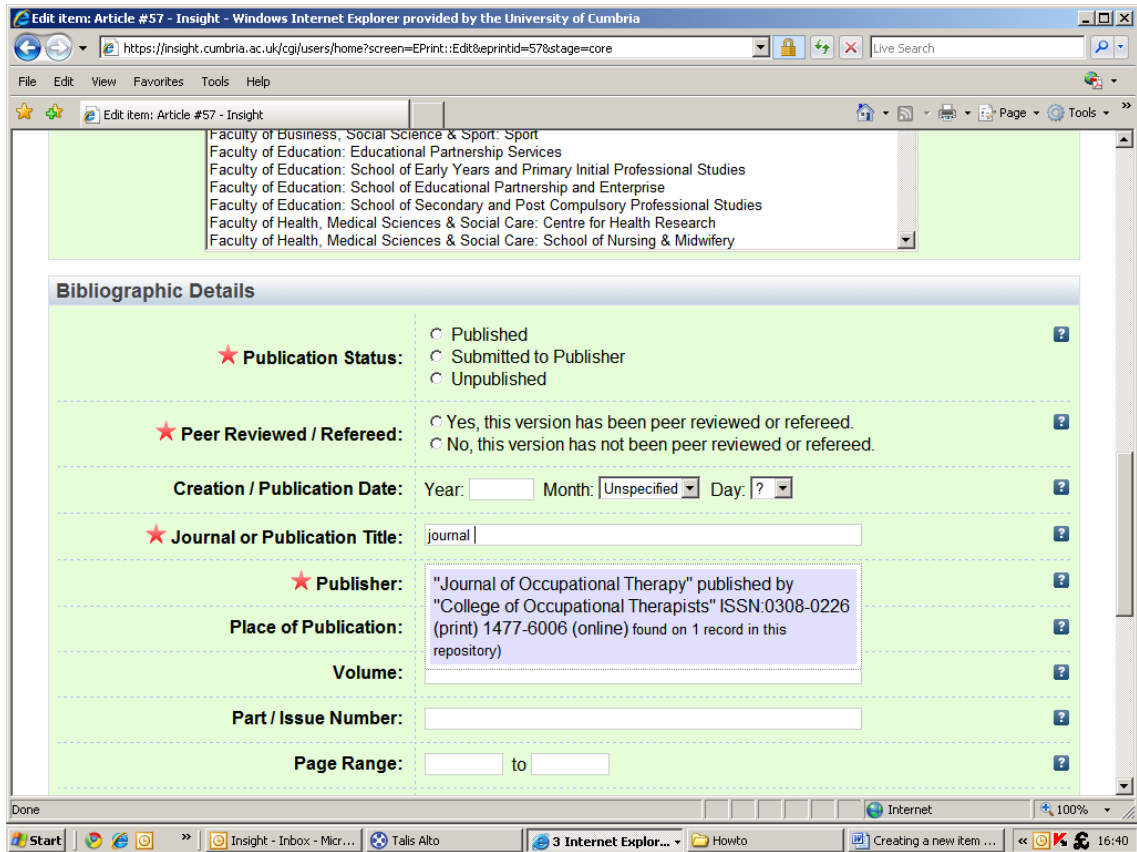 Edit item: Article #57 - Insight - Windows Internet Explorer provided by the University of Cumbria
https://insight.cumbria.ac.uk/cgi/users/home?screen=EPrint::Edit&eprintid=57&stage=core
Live Search
File Edit View Favorites Tools Help
Edit item: Article #57 - Insight
Page
Tools
Faculty of Business, Social Science & Sport: Sport
Faculty of Education: Educational Partnership Services
Faculty of Education: School of Early Years and Primary Initial Professional Studies
Faculty of Education: School of Educational Partnership and Enterprise
Faculty of Education: School of Secondary and Post Compulsory Professional Studies
Faculty of Health, Medical Sciences & Social Care: Centre for Health Research
Faculty of Health, Medical Sciences & Social Care: School of Nursing & Midwifery
Bibliographic Details
Publication Status:
Published
Submitted to Publisher
Unpublished
Peer Reviewed / Refereed:
Yes, this version has been peer reviewed or refereed.
No, this version has not been peer reviewed or refereed.
Creation / Publication Date: Year: Month: Unspecified Day: ?
Journal or Publication Title: journal
Publisher:
"Journal of Occupational Therapy" published by
"College of Occupational Therapists" ISSN:0308-0226
(print) 1477-6006 (online) found on 1 record in this
repository)
Place of Publication:
Volume:
Part / Issue Number:
Page Range: to
Done
Internet
100%
Start
Insight - Inbox - Micr...
Talis Alto
3 Internet Explor...
Howto
Creating a new item ...
16:40